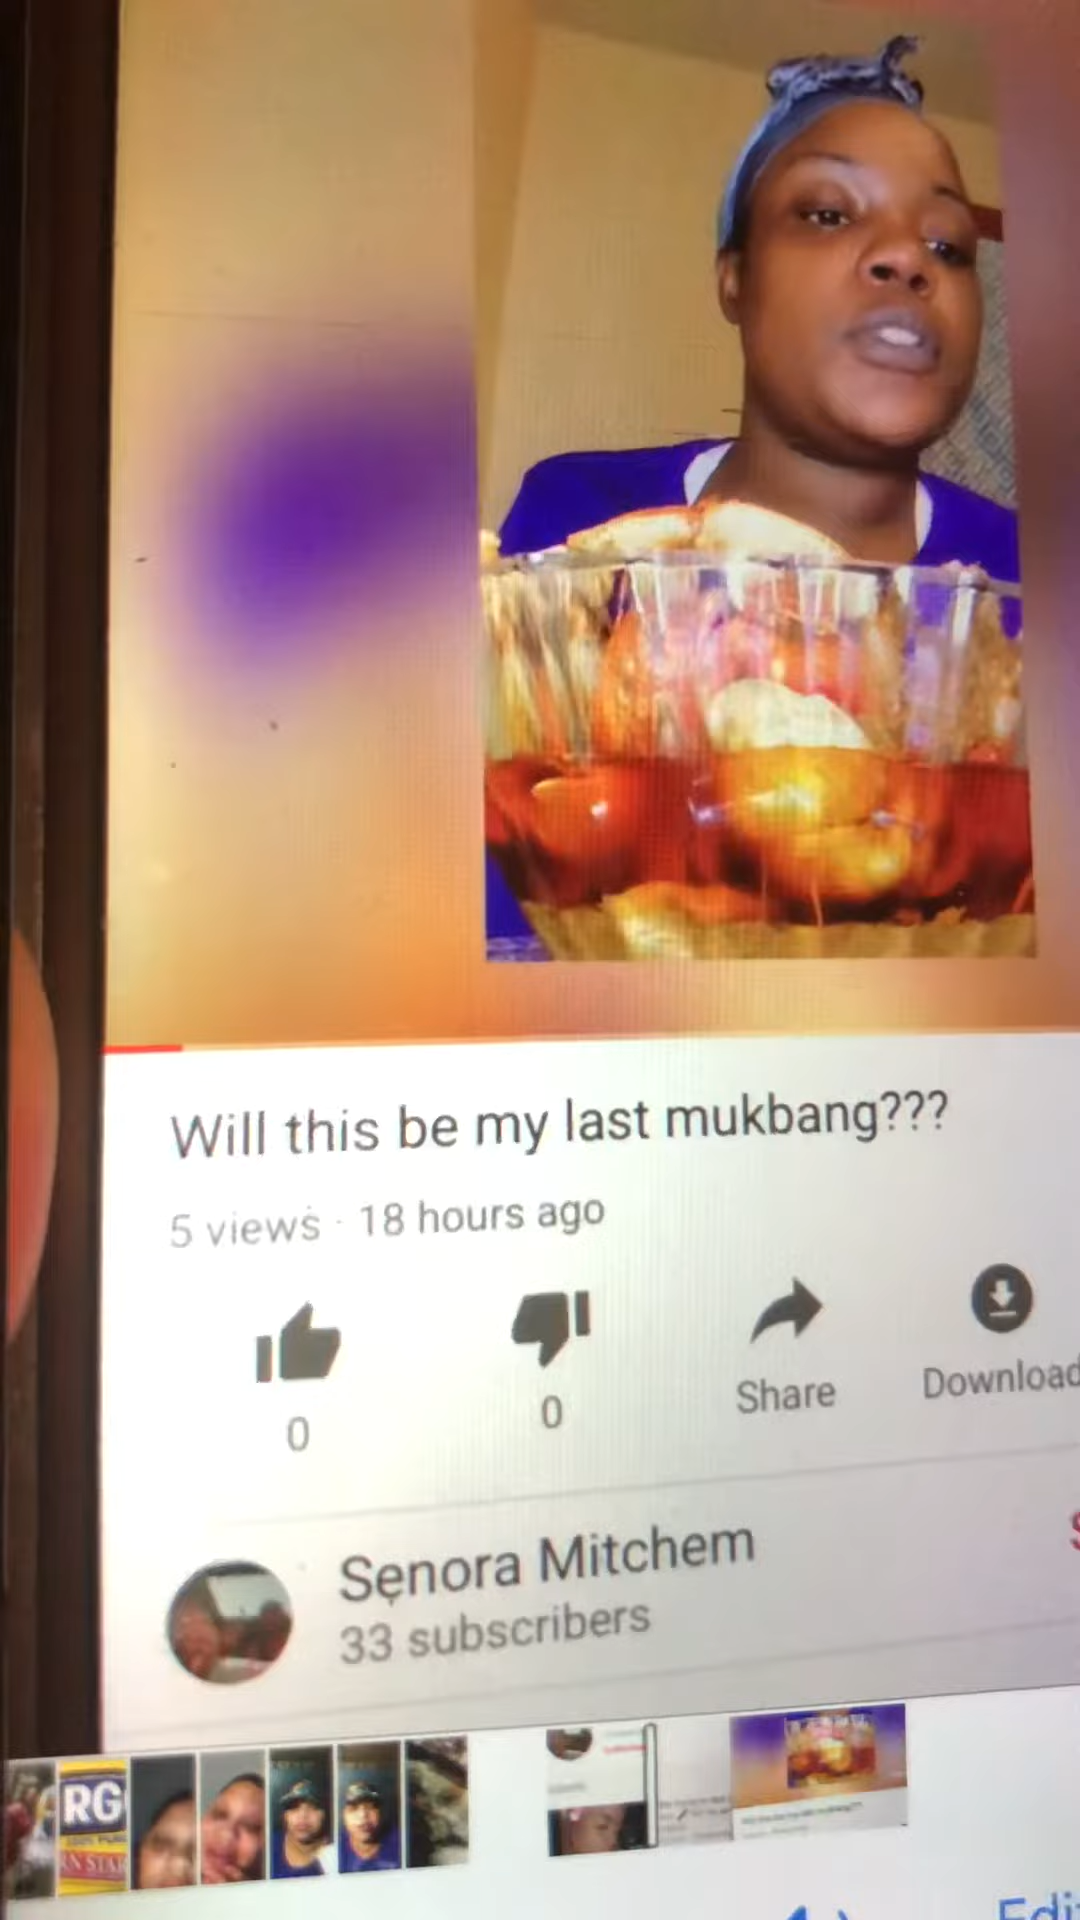 Will this be my last mukbang???
5 views · 18 hours ago
0
0
Share
Download
Senora Mitchem
33 subscribers
RG
Edi